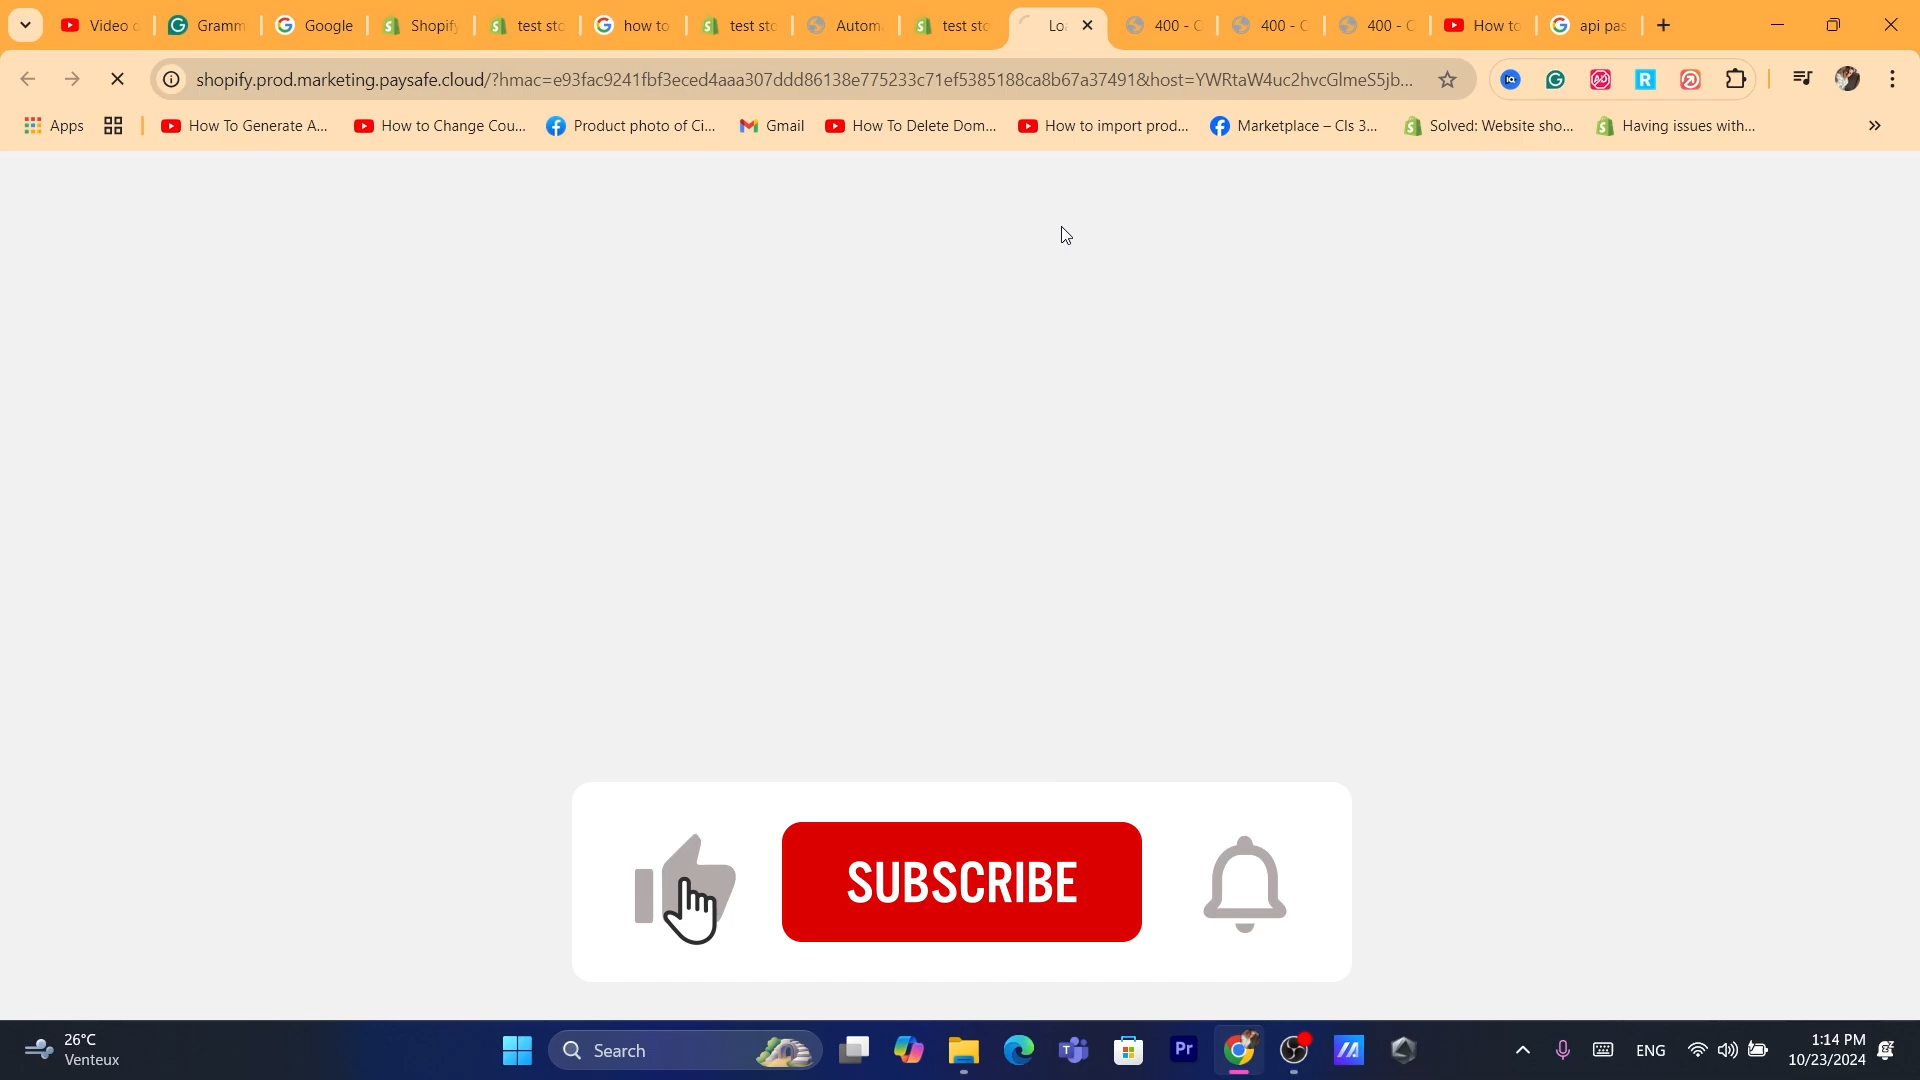 Video c
Gramm
Google
Shopify
test sto
how to
test sto
Autom
test sto
Loa
400 - C
400 - C
400 - C
How to
api pas
shopify.prod.marketing.paysafe.cloud/?hmac=e93fac9241fbf3eced4aaa307ddd86138e775233c71ef5385188ca8b67a37491&host=YWRtaW4uc2hvcGlmeS5jb...
Apps
How To Generate A...
How to Change Cou...
Product photo of Ci...
Gmail
How To Delete Dom...
How to import prod...
Marketplace – Cls 3...
Solved: Website sho...
Having issues with...
SUBSCRIBE
26°C
Venteux
Search
Pr
ENG
1:14 PM
10/23/2024